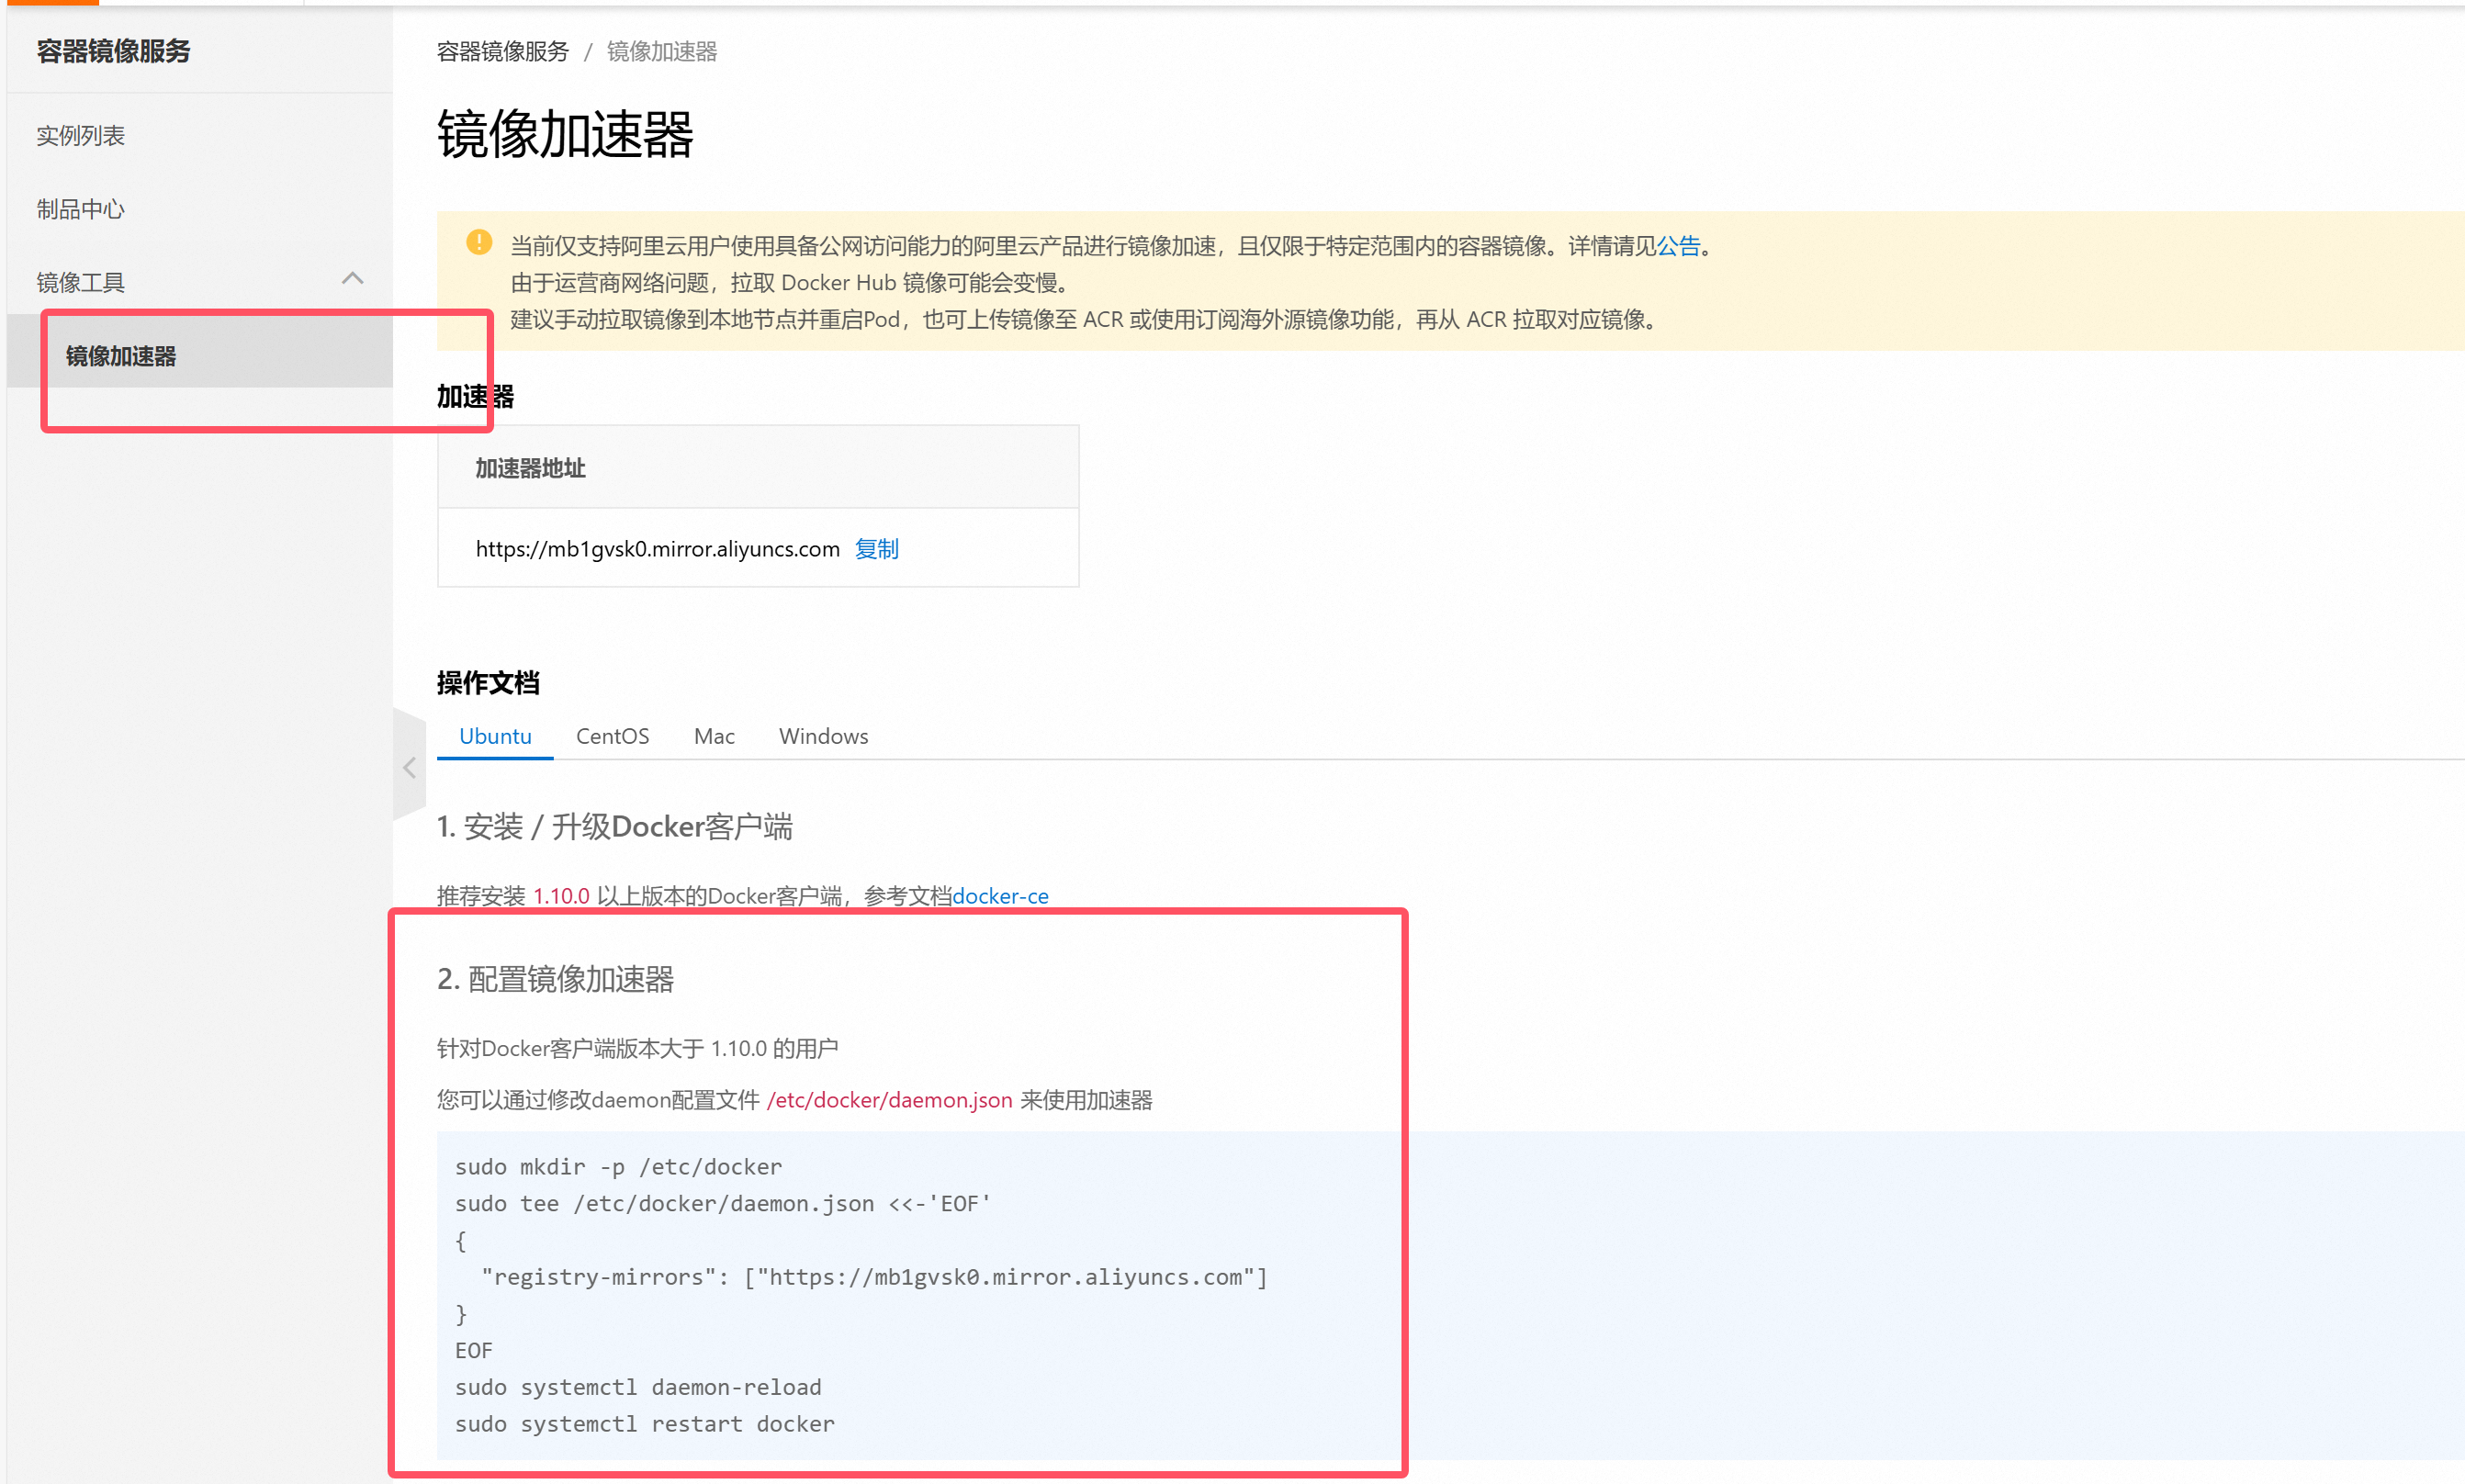 容器镜像服务
实例列表
制品中心
镜像工具
镜像加速器
容器镜像服务 / 镜像加速器
镜像加速器
当前仅支持阿里云用户使用具备公网访问能力的阿里云产品进行镜像加速，且仅限于特定范围内的容器镜像。详情请见公告。
由于运营商网络问题，拉取 Docker Hub 镜像可能会变慢。
建议手动拉取镜像到本地节点并重启Pod，也可上传镜像至 ACR 或使用订阅海外源镜像功能，再从 ACR 拉取对应镜像。
加速器
加速器地址
https://mb1gvsk0.mirror.aliyuncs.com 复制
操作文档
Ubuntu CentOS Mac Windows
1. 安装 / 升级Docker客户端
推荐安装 1.10.0 以上版本的Docker客户端，参考文档docker-ce
2. 配置镜像加速器
针对Docker客户端版本大于 1.10.0 的用户
您可以通过修改daemon配置文件 /etc/docker/daemon.json 来使用加速器
sudo mkdir -p /etc/docker
sudo tee /etc/docker/daemon.json <<-'EOF'
{
  "registry-mirrors": ["https://mb1gvsk0.mirror.aliyuncs.com"]
}
EOF
sudo systemctl daemon-reload
sudo systemctl restart docker